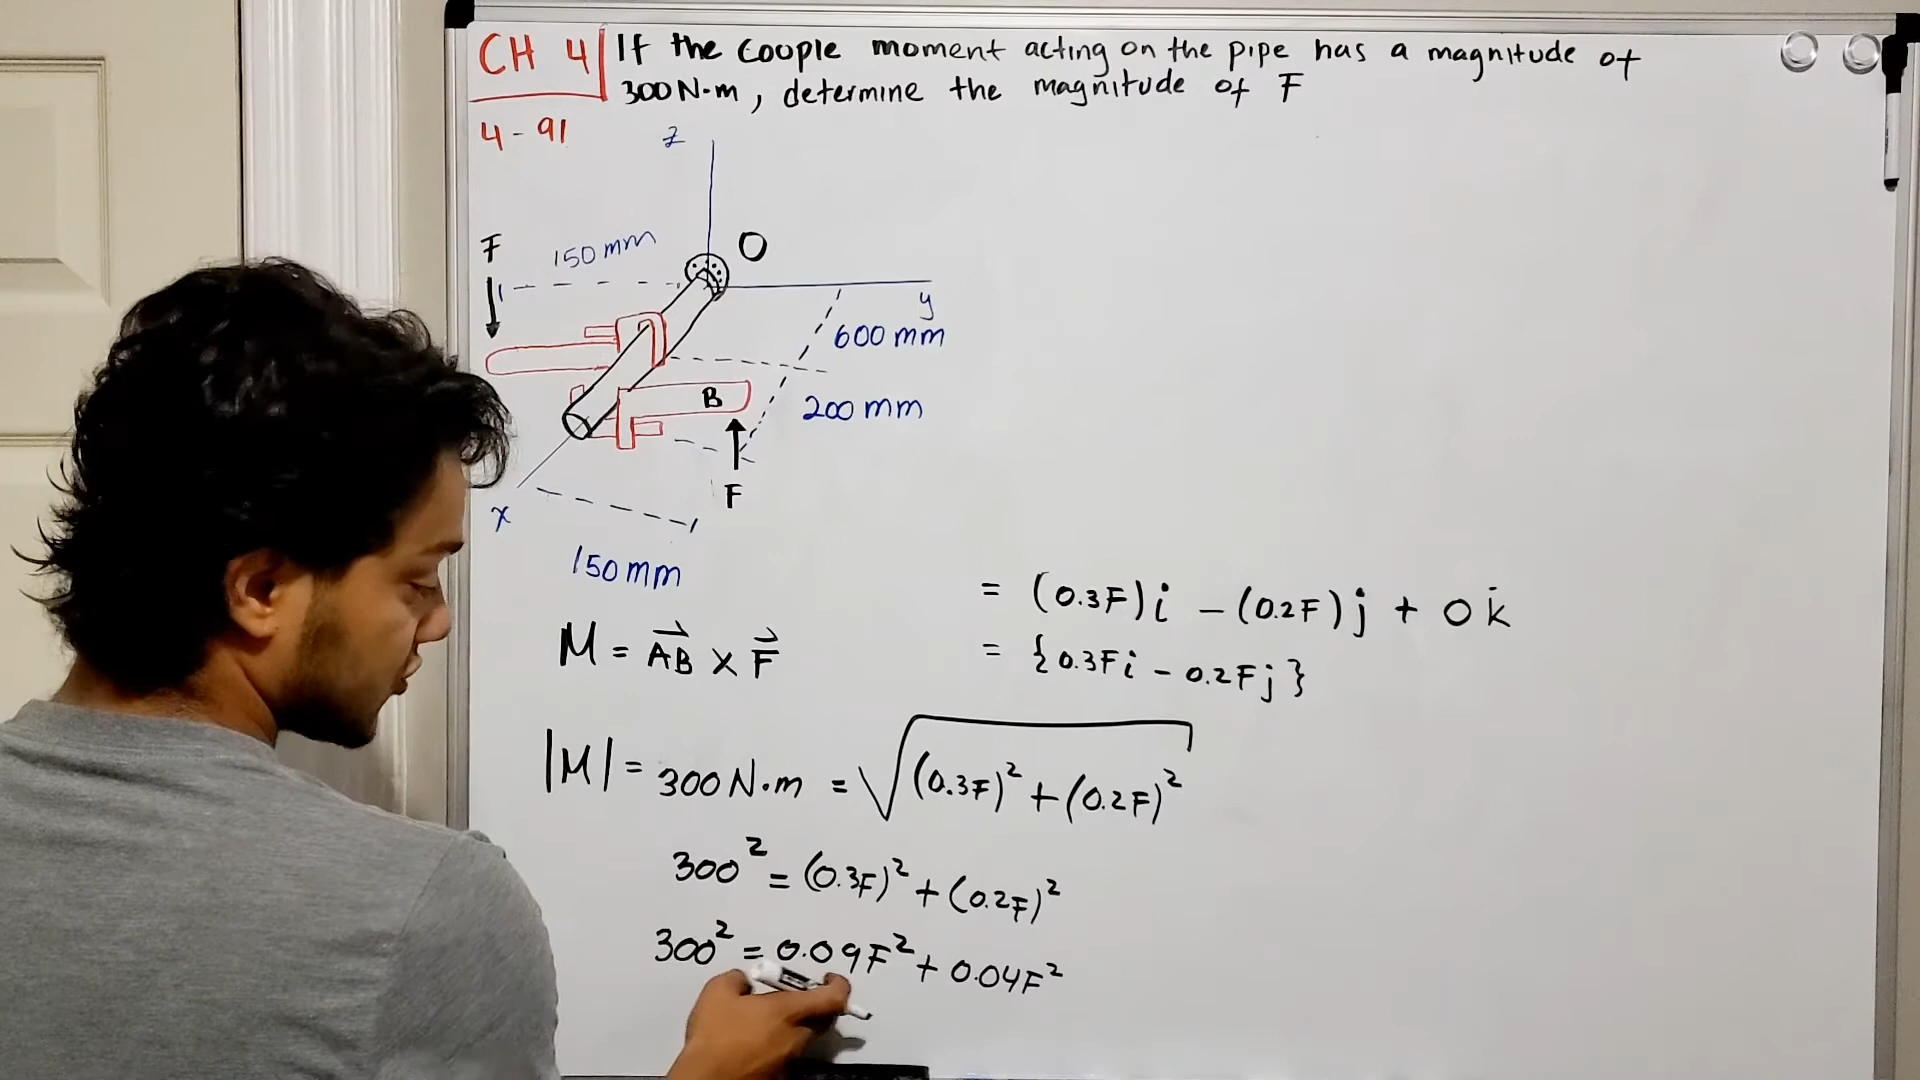 CH 4
If the couple moment acting on the pipe has a magnitude of
300 N·m, determine the magnitude of F
4-91
z
F
150 mm
O
y
600 mm
B
200 mm
F
x
150 mm
= (0.3F)i - (0.2F)j + 0k
= {0.3Fi - 0.2Fj}
M = AB x F
|M| = 300 N·m = √(0.3F)² + (0.2F)²
300² = (0.3F)² + (0.2F)²
300² = 0.09F² + 0.04F²